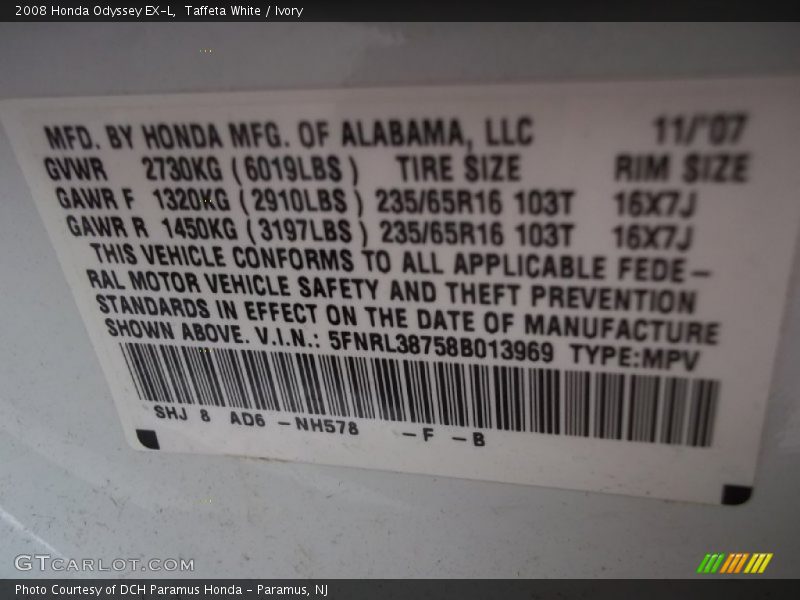 2008 Honda Odyssey EX-L,  Taffeta White / Ivory
MFD. BY HONDA MFG. OF ALABAMA, LLC 11/'07
GVWR 2730KG (6019LBS) TIRE SIZE RIM SIZE
GAWR F 1320KG (2910LBS) 235/65R16 103T 16X7J
GAWR R 1450KG (3197LBS) 235/65R16 103T 16X7J
THIS VEHICLE CONFORMS TO ALL APPLICABLE FEDE-
RAL MOTOR VEHICLE SAFETY AND THEFT PREVENTION
STANDARDS IN EFFECT ON THE DATE OF MANUFACTURE
SHOWN ABOVE. V.I.N.: 5FNRL38758B013969 TYPE:MPV
SHJ 8 AD6 -NH578 -F -B
GTCARLOT.COM
Photo Courtesy of DCH Paramus Honda - Paramus, NJ